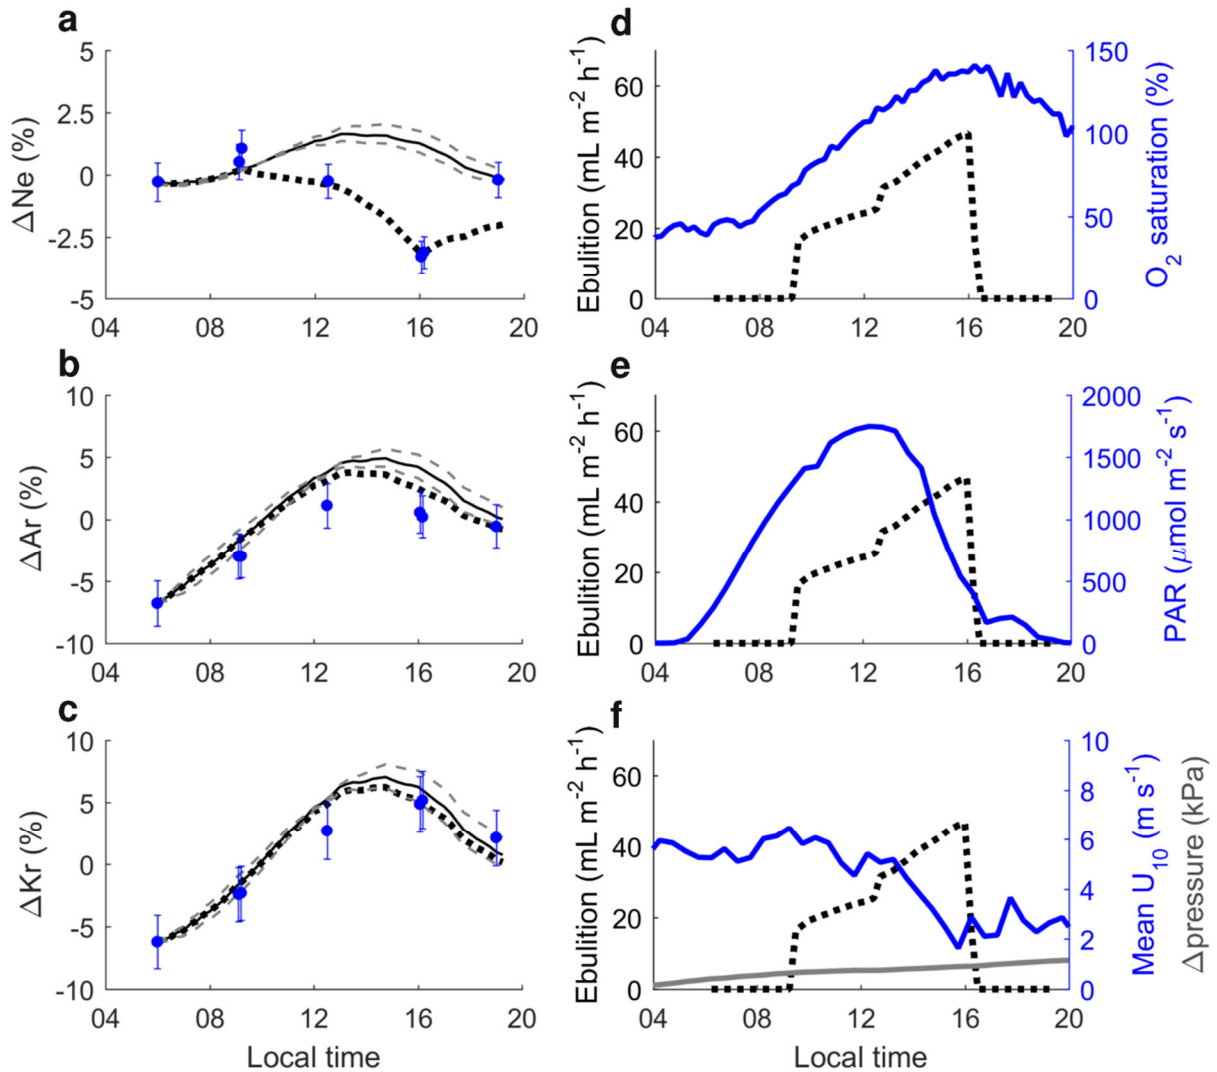 a
ΔNe (%)
5
2.5
0
-2.5
-5
04 08 12 16 20
b
ΔAr (%)
10
5
0
-5
-10
04 08 12 16 20
c
ΔKr (%)
10
5
0
-5
-10
04 08 12 16 20
Local time
d
Ebulition (mL m⁻² h⁻¹)
60
40
20
0
150
100
50
0
O₂ saturation (%)
04 08 12 16 20
e
Ebulition (mL m⁻² h⁻¹)
60
40
20
0
2000
1500
1000
500
0
PAR (μmol m⁻² s⁻¹)
04 08 12 16 20
f
Ebulition (mL m⁻² h⁻¹)
60
40
20
0
10
8
6
4
2
0
Mean U₁₀ (m s⁻¹)
Δpressure (kPa)
04 08 12 16 20
Local time